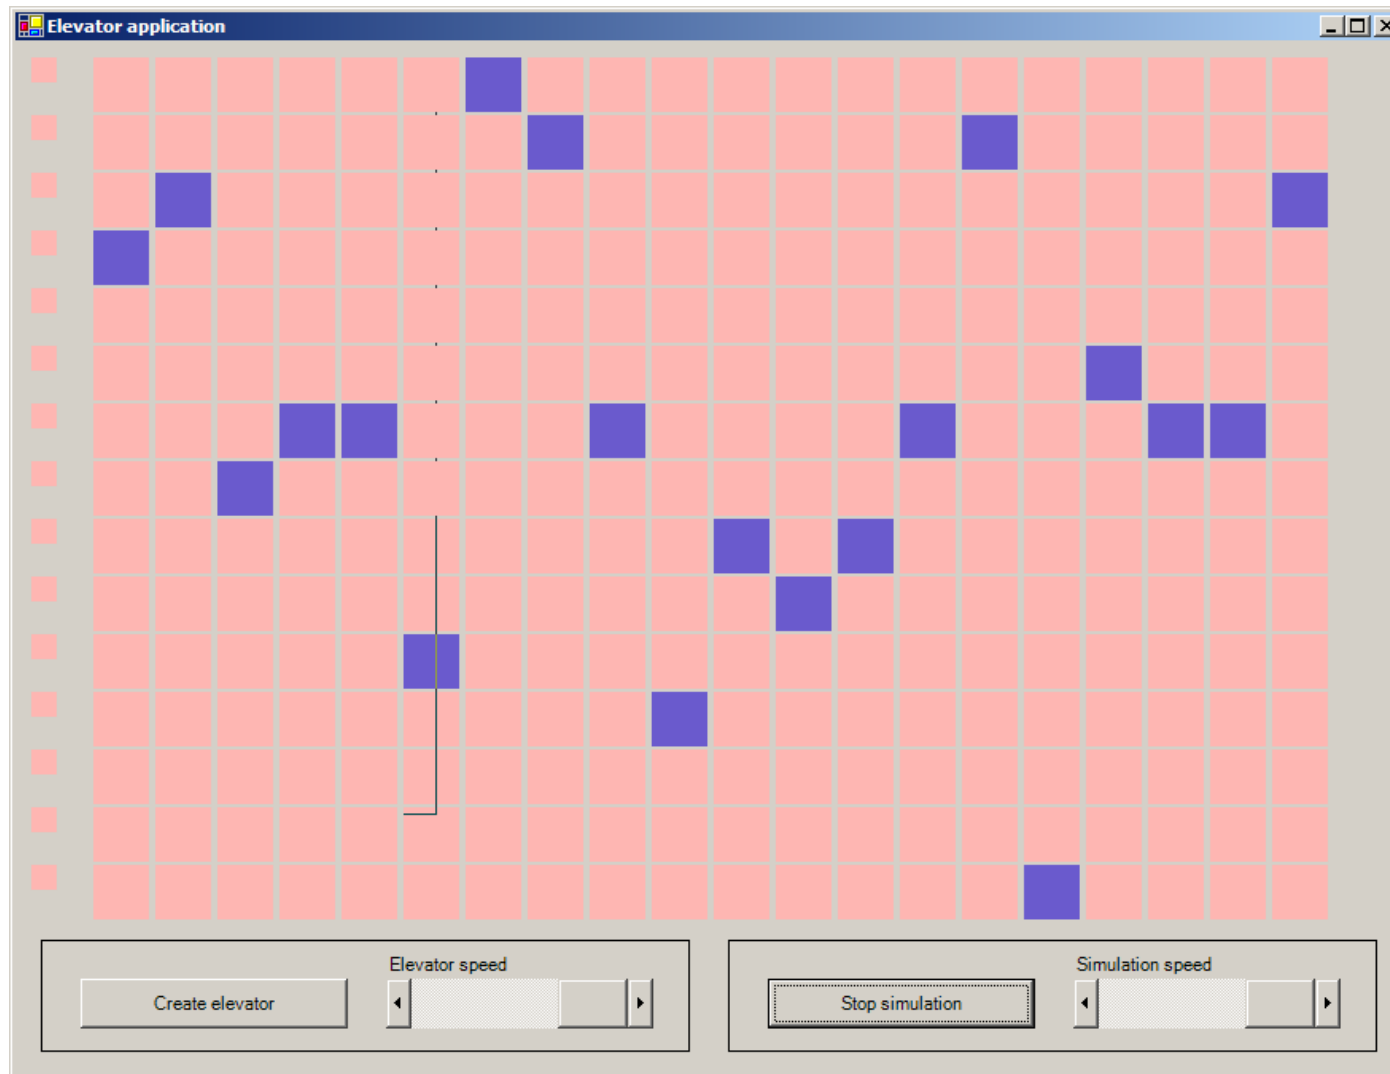 Elevator application
Elevator speed
Create elevator
Simulation speed
Stop simulation